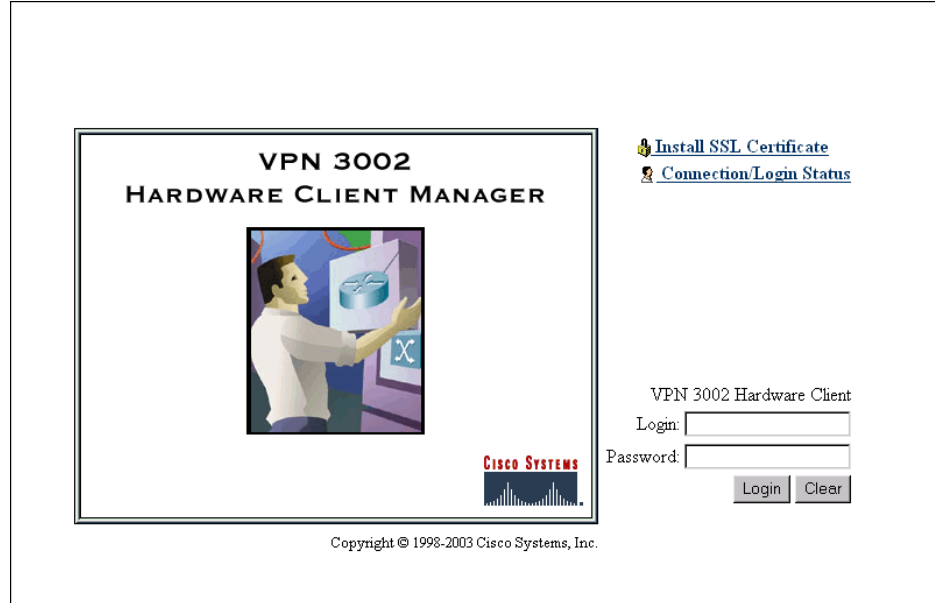 VPN 3002
HARDWARE CLIENT MANAGER
CISCO SYSTEMS
Copyright © 1998-2003 Cisco Systems, Inc.
Install SSL Certificate
Connection/Login Status
VPN 3002 Hardware Client
Login:
Password:
Login Clear